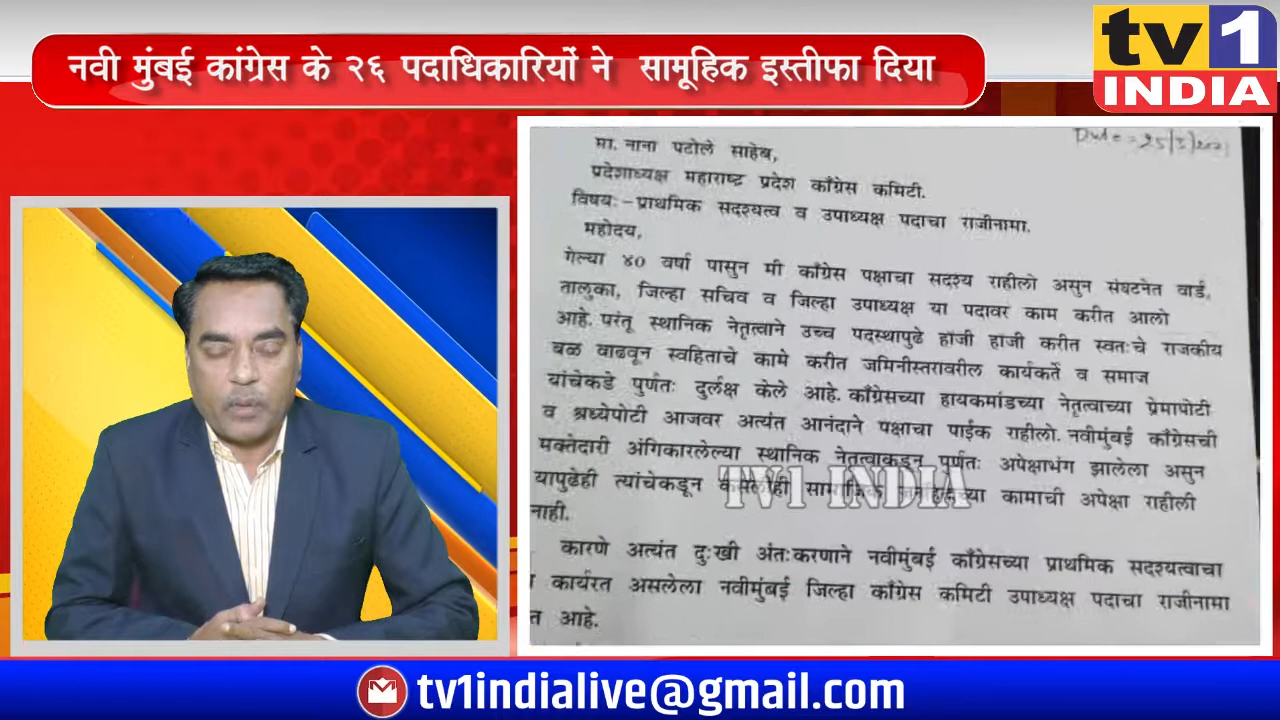 नवी मुंबई कांग्रेस के २६ पदाधिकारियों ने सामूहिक इस्तीफा दिया
tv1
INDIA
मा. नाना पटोले साहेब,
प्रदेशाध्यक्ष महाराष्ट्र प्रदेश काँग्रेस कमिटी.
विषयः-प्राथमिक सदश्यत्व व उपाध्यक्ष पदाचा राजीनामा.
महोदय,
गेल्या ४० वर्षा पासुन मी काँग्रेस पक्षाचा सदश्य राहीलो असुन संघटनेत वार्ड,
तालुका, जिल्हा सचिव व जिल्हा उपाध्यक्ष या पदावर काम करीत आलो
आहे. परंतू स्थानिक नेतृत्वाने उच्च पदस्थापुढे हाजी हाजी करीत स्वतःचे राजकीय
बळ वाढवून स्वहिताचे कामे करीत जमिनीस्तरावरील कार्यकर्ते व समाज
यांचेकडे पुर्णतः दुर्लक्ष केले आहे. काँग्रेसच्या हायकमांडच्या नेतृत्वाच्या प्रेमापोटी
व श्रध्येपोटी आजवर अत्यंत आनंदाने पक्षाचा पाईक राहीलो. नवीमुंबई काँग्रेसची
मक्तेदारी अंगिकारलेल्या स्थानिक नेतृत्वाकडून पूर्णतः अपेक्षाभंग झालेला असुन
यापुढेही त्यांचेकडून कामाची अपेक्षा राहीली
नाही.
TV1 INDIA
कारणे अत्यंत दुःखी अंतःकरणाने नवीमुंबई काँग्रेसच्या प्राथमिक सदश्यत्वाचा
कार्यरत असलेला नवीमुंबई जिल्हा काँग्रेस कमिटी उपाध्यक्ष पदाचा राजीनामा
त आहे.
tv1indialive@gmail.com